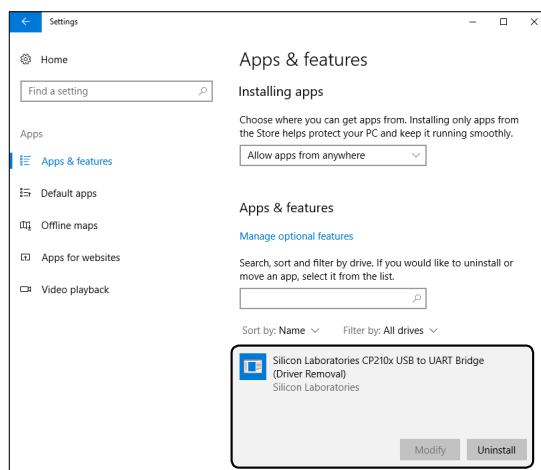 Settings
Home
Find a setting
Apps
Apps & features
Default apps
Offline maps
Apps for websites
Video playback
Apps & features
Installing apps
Choose where you can get apps from. Installing only apps from
the Store helps protect your PC and keep it running smoothly.
Allow apps from anywhere
Apps & features
Manage optional features
Search, sort and filter by drive. If you would like to uninstall or
move an app, select it from the list.
Sort by: Name Filter by: All drives
Silicon Laboratories CP210x USB to UART Bridge
(Driver Removal)
Silicon Laboratories
Modify Uninstall